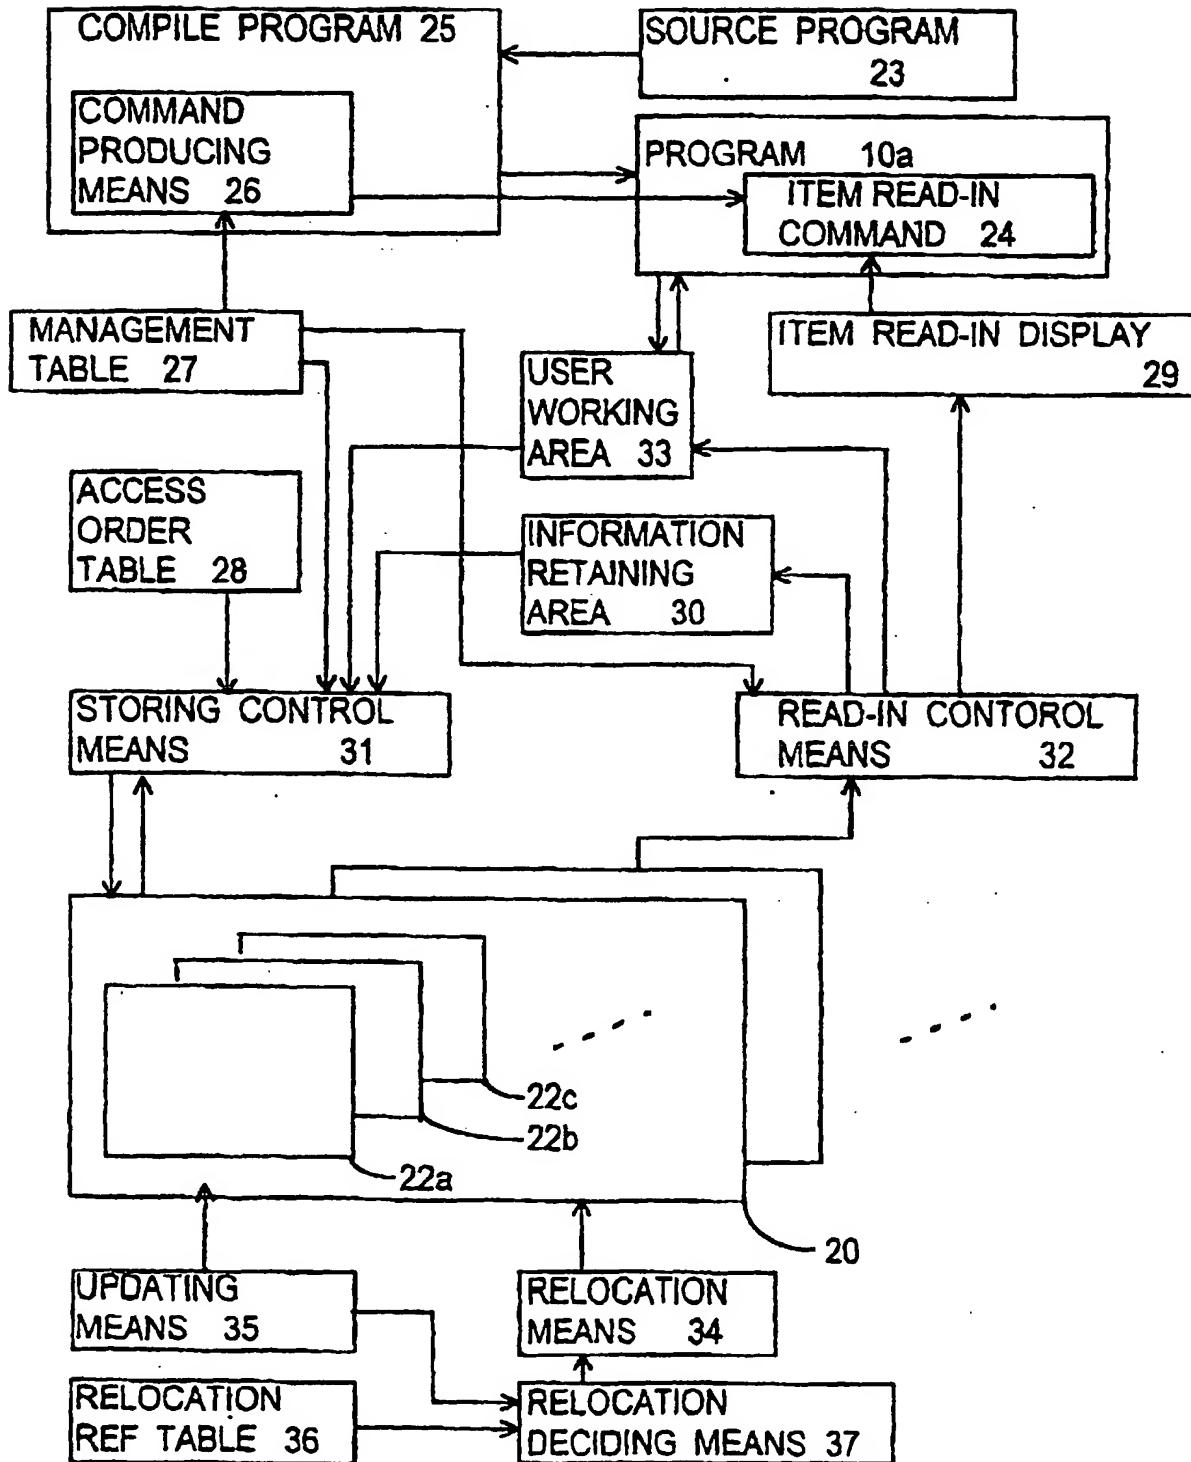 COMPILE PROGRAM 25
SOURCE PROGRAM
23
COMMAND
PRODUCING
MEANS 26
PROGRAM 10a
ITEM READ-IN
COMMAND 24
MANAGEMENT
TABLE 27
ITEM READ-IN DISPLAY
29
USER
WORKING
AREA 33
ACCESS
ORDER
TABLE 28
INFORMATION
RETAINING
AREA 30
STORING CONTROL
MEANS 31
READ-IN CONTOROL
MEANS 32
22c
22b
22a
20
UPDATING
MEANS 35
RELOCATION
MEANS 34
RELOCATION
REF TABLE 36
RELOCATION
DECIDING MEANS 37